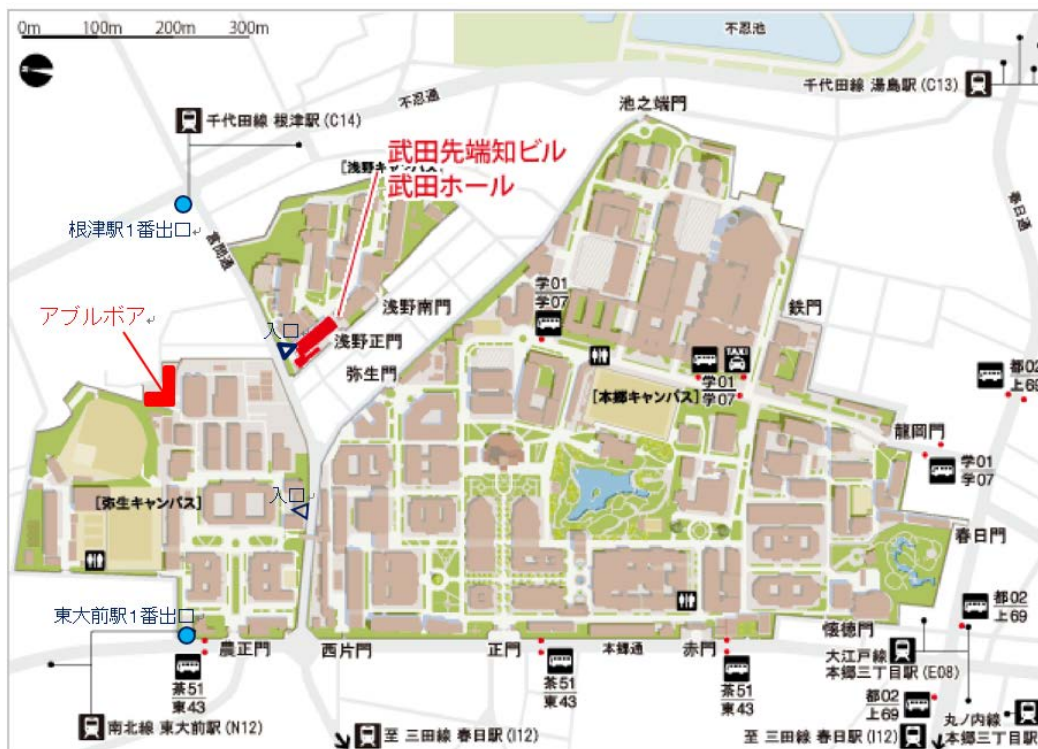 0m 100m 200m 300m
不忍池
千代田線 湯島駅(C13)
不忍通
池之端門
千代田線 根津駅(C14)
武田先端知ビル
[浅野キャンパス]
武田ホール
春日通
根津駅1番出口
言問通
学01
学07
浅野南門
鉄門
アブルボア
入口
浅野正門
弥生門
学01
学07
[本郷キャンパス]
都02
上69
龍岡門
学01
学07
入口
[弥生キャンパス]
春日門
東大前駅1番出口
都02
上69
懐徳門
農正門
西片門
正門
本郷通
赤門
大江戸線
本郷三丁目駅(E08)
茶51
東43
茶51
東43
茶51
東43
都02
上69
南北線 東大前駅(N12)
至 三田線 春日駅(I12)
至 三田線 春日駅(I12)
丸ノ内線
本郷三丁目駅
TAXI